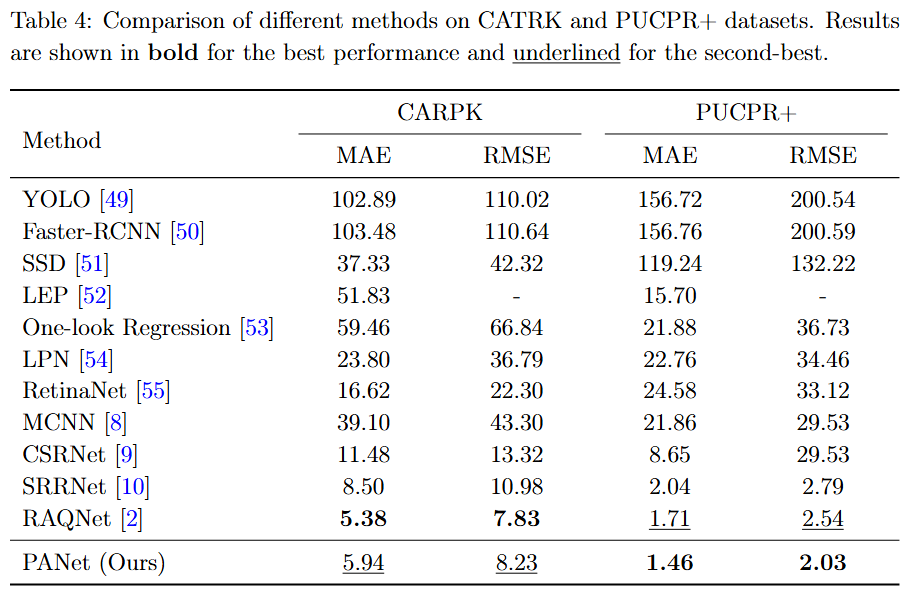 Table 4: Comparison of different methods on CATRK and PUCPR+ datasets. Results
are shown in bold for the best performance and underlined for the second-best.
Method CARPK PUCPR+
MAE RMSE MAE RMSE
YOLO [49] 102.89 110.02 156.72 200.54
Faster-RCNN [50] 103.48 110.64 156.76 200.59
SSD [51] 37.33 42.32 119.24 132.22
LEP [52] 51.83 - 15.70 -
One-look Regression [53] 59.46 66.84 21.88 36.73
LPN [54] 23.80 36.79 22.76 34.46
RetinaNet [55] 16.62 22.30 24.58 33.12
MCNN [8] 39.10 43.30 21.86 29.53
CSRNet [9] 11.48 13.32 8.65 29.53
SRRNet [10] 8.50 10.98 2.04 2.79
RAQNet [2] 5.38 7.83 1.71 2.54
PANet (Ours) 5.94 8.23 1.46 2.03